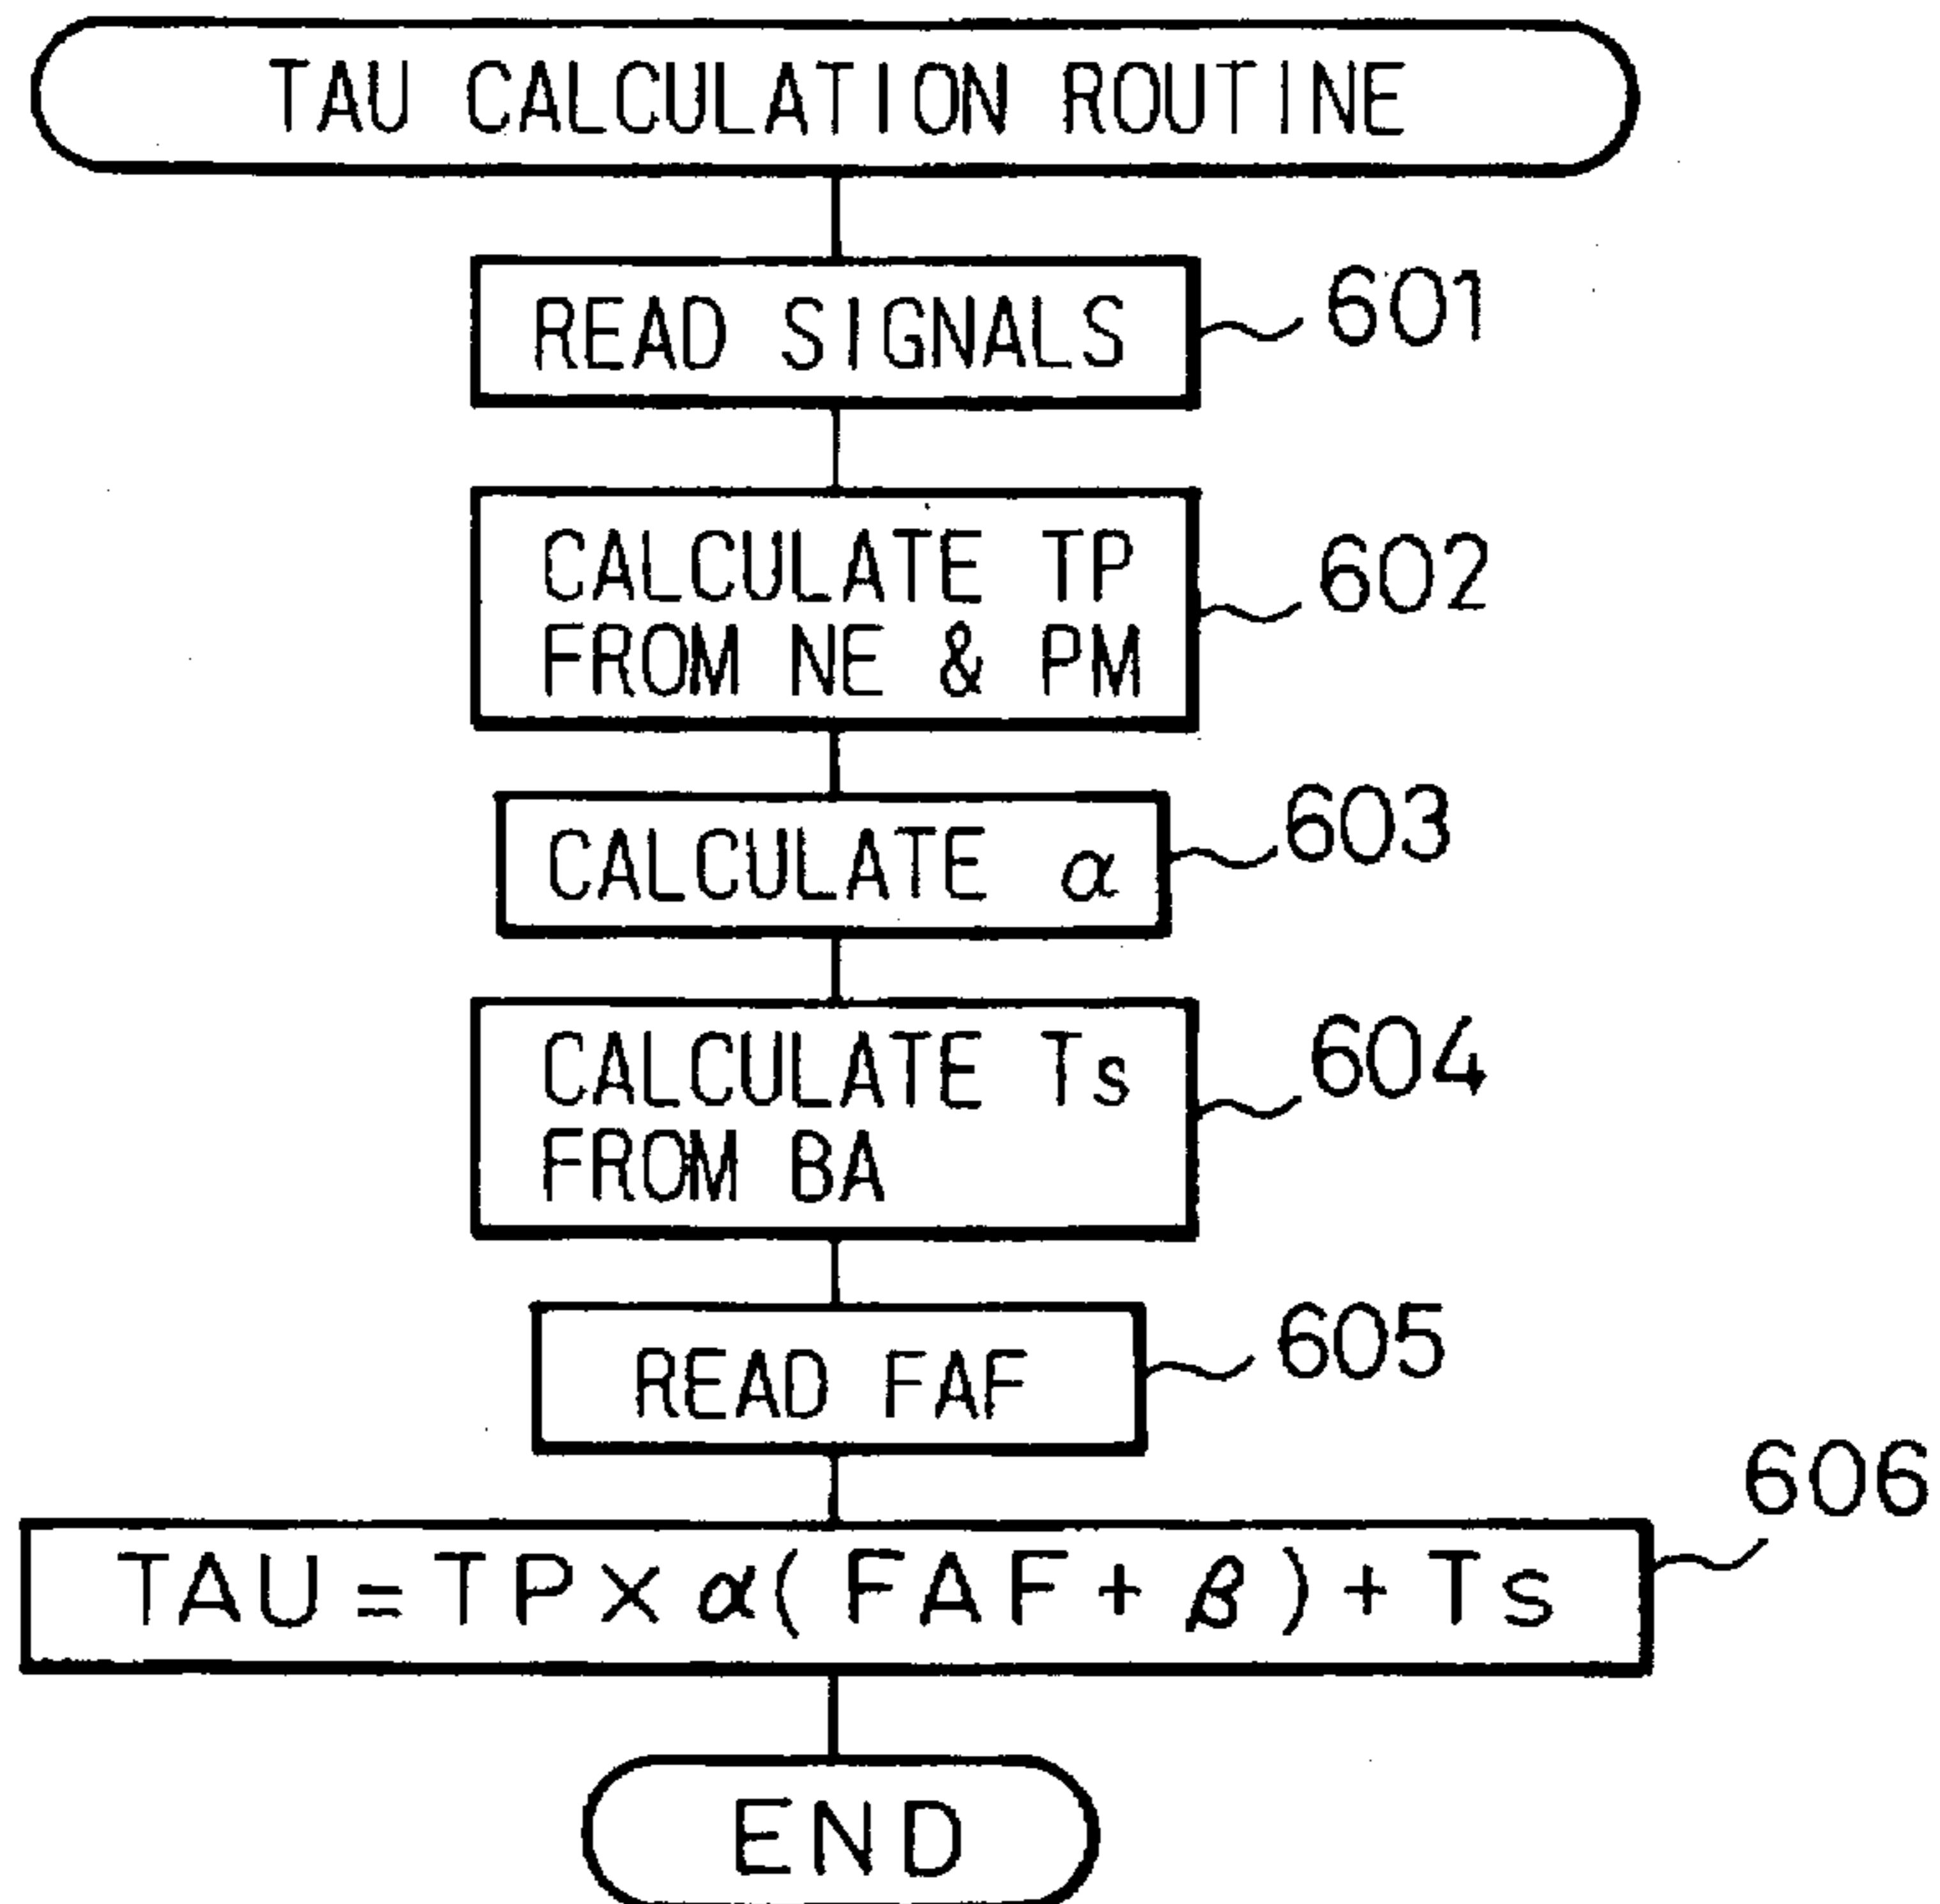 TAU CALCULATION ROUTINE
READ SIGNALS
601
CALCULATE TP
FROM NE & PM
602
CALCULATE α
603
CALCULATE Ts
FROM BA
604
READ FAF
605
606
TAU=TP×α(FAF+β)+Ts
END